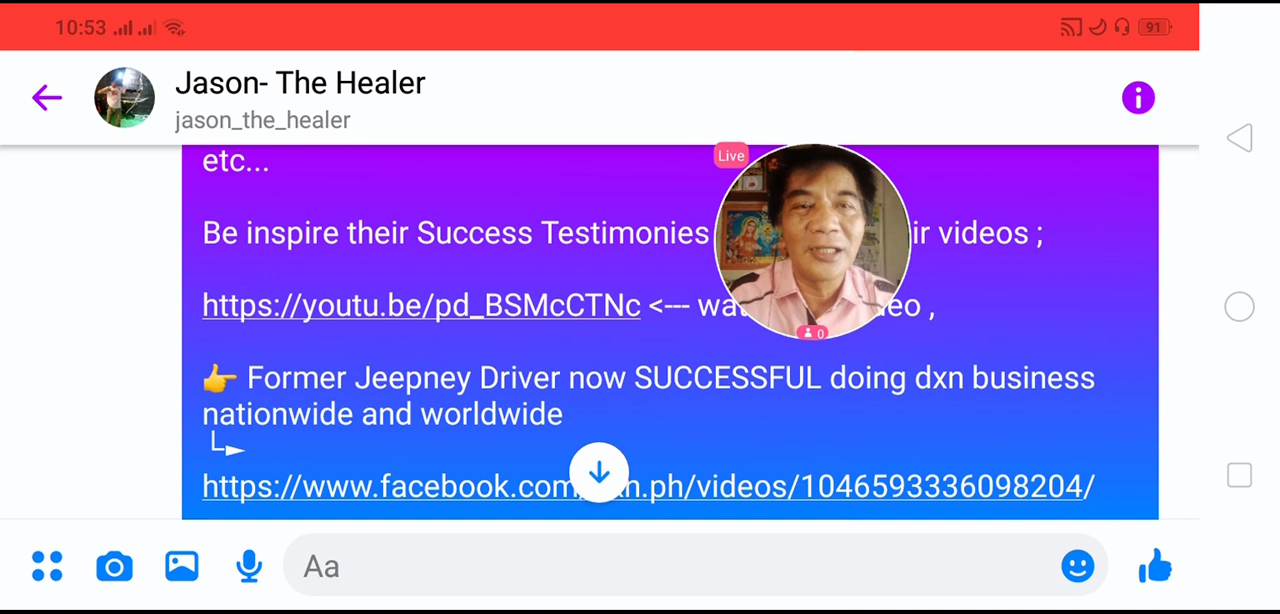 10:53 91
Jason- The Healer
jason_the_healer
etc...
Live
Be inspire their Success Testimonies ir videos ;
https://youtu.be/pd_BSMcCTNc <--- wat eo ,
0
👉 Former Jeepney Driver now SUCCESSFUL doing dxn business
nationwide and worldwide
╰►
https://www.facebook.com n.ph/videos/1046593336098204/
Aa